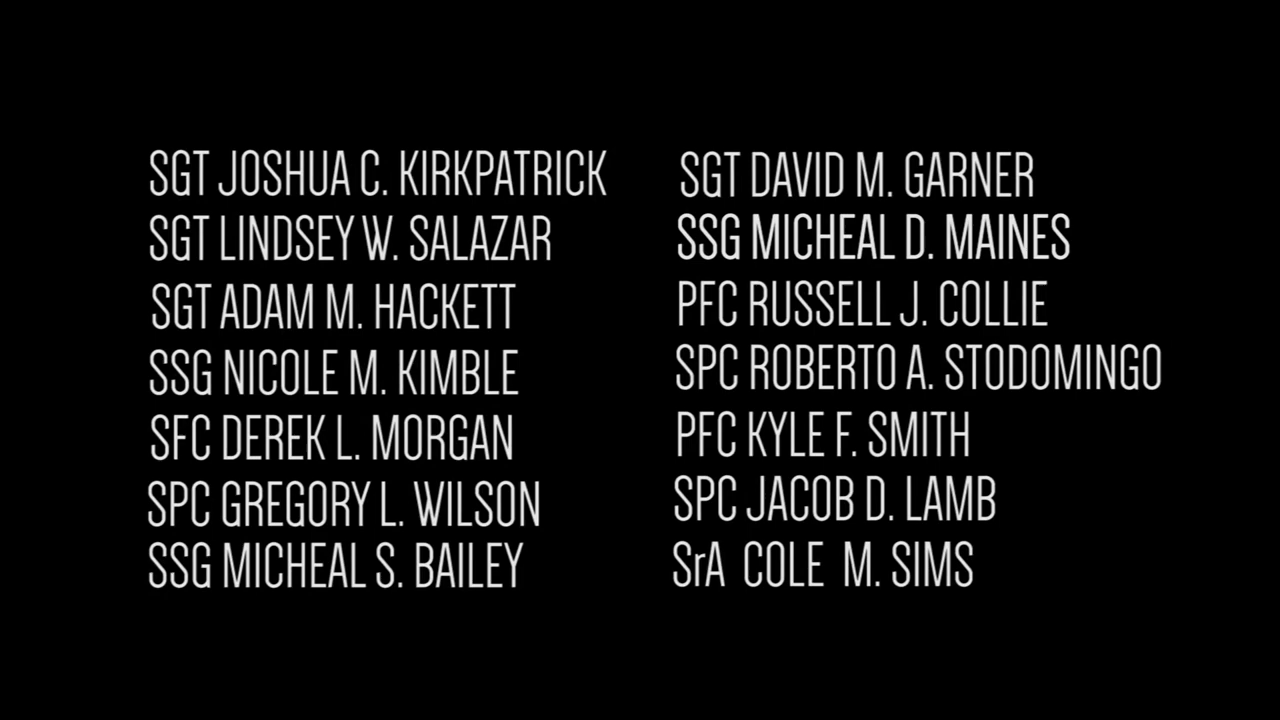 SGT JOSHUA C. KIRKPATRICK
SGT LINDSEY W. SALAZAR
SGT ADAM M. HACKETT
SSG NICOLE M. KIMBLE
SFC DEREK L. MORGAN
SPC GREGORY L. WILSON
SSG MICHEAL S. BAILEY
SGT DAVID M. GARNER
SSG MICHEAL D. MAINES
PFC RUSSELL J. COLLIE
SPC ROBERTO A. STODOMINGO
PFC KYLE F. SMITH
SPC JACOB D. LAMB
SrA COLE M. SIMS